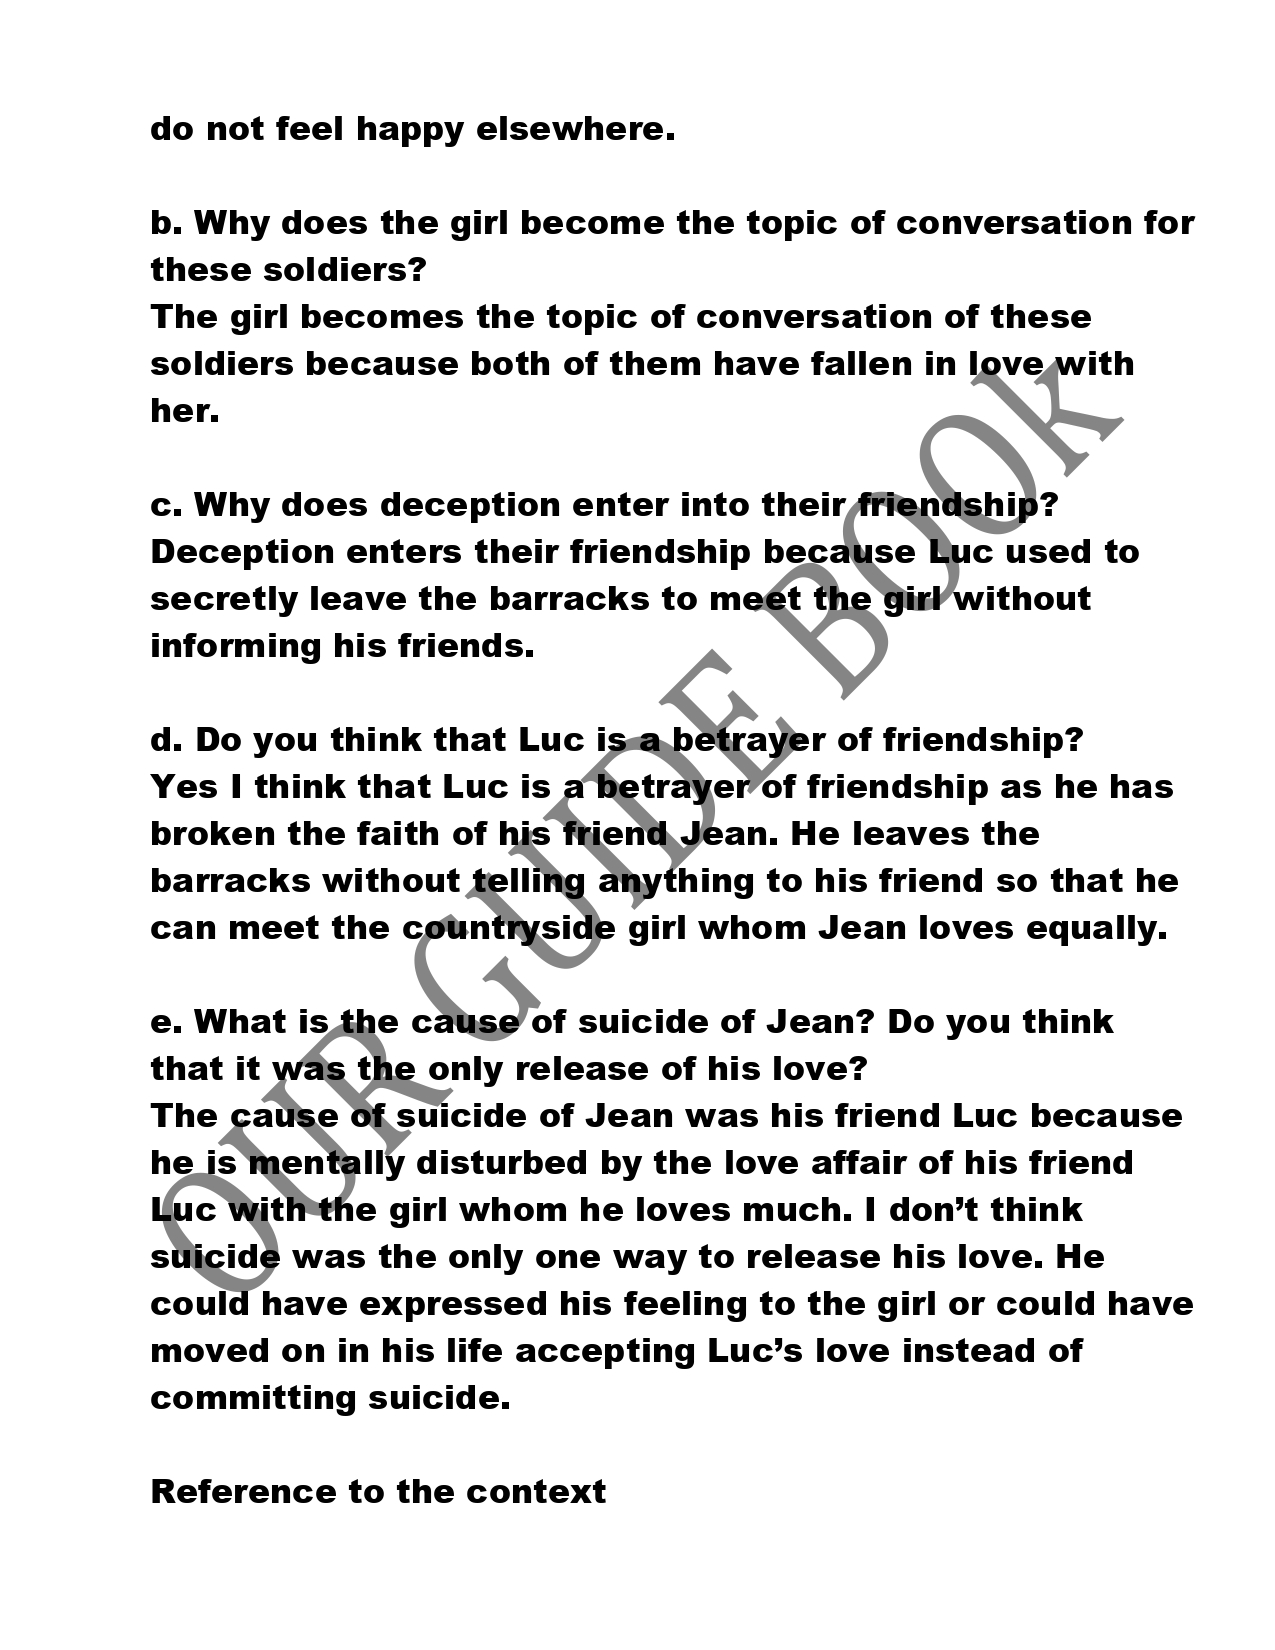 do not feel happy elsewhere.
b. Why does the girl become the topic of conversation for
these soldiers?
The girl becomes the topic of conversation of these
soldiers because both of them have fallen in love with
her.
c. Why does deception enter into their friendship?
Deception enters their friendship because Luc used to
secretly leave the barracks to meet the girl without
informing his friends.
d. Do you think that Luc is a betrayer of friendship?
Yes I think that Luc is a betrayer of friendship as he has
broken the faith of his friend Jean. He leaves the
barracks without telling anything to his friend so that he
can meet the countryside girl whom Jean loves equally.
e. What is the cause of suicide of Jean? Do you think
that it was the only release of his love?
The cause of suicide of Jean was his friend Luc because
he is mentally disturbed by the love affair of his friend
Luc with the girl whom he loves much. I don’t think
suicide was the only one way to release his love. He
could have expressed his feeling to the girl or could have
moved on in his life accepting Luc’s love instead of
committing suicide.
Reference to the context
OUR GUIDE BOOk